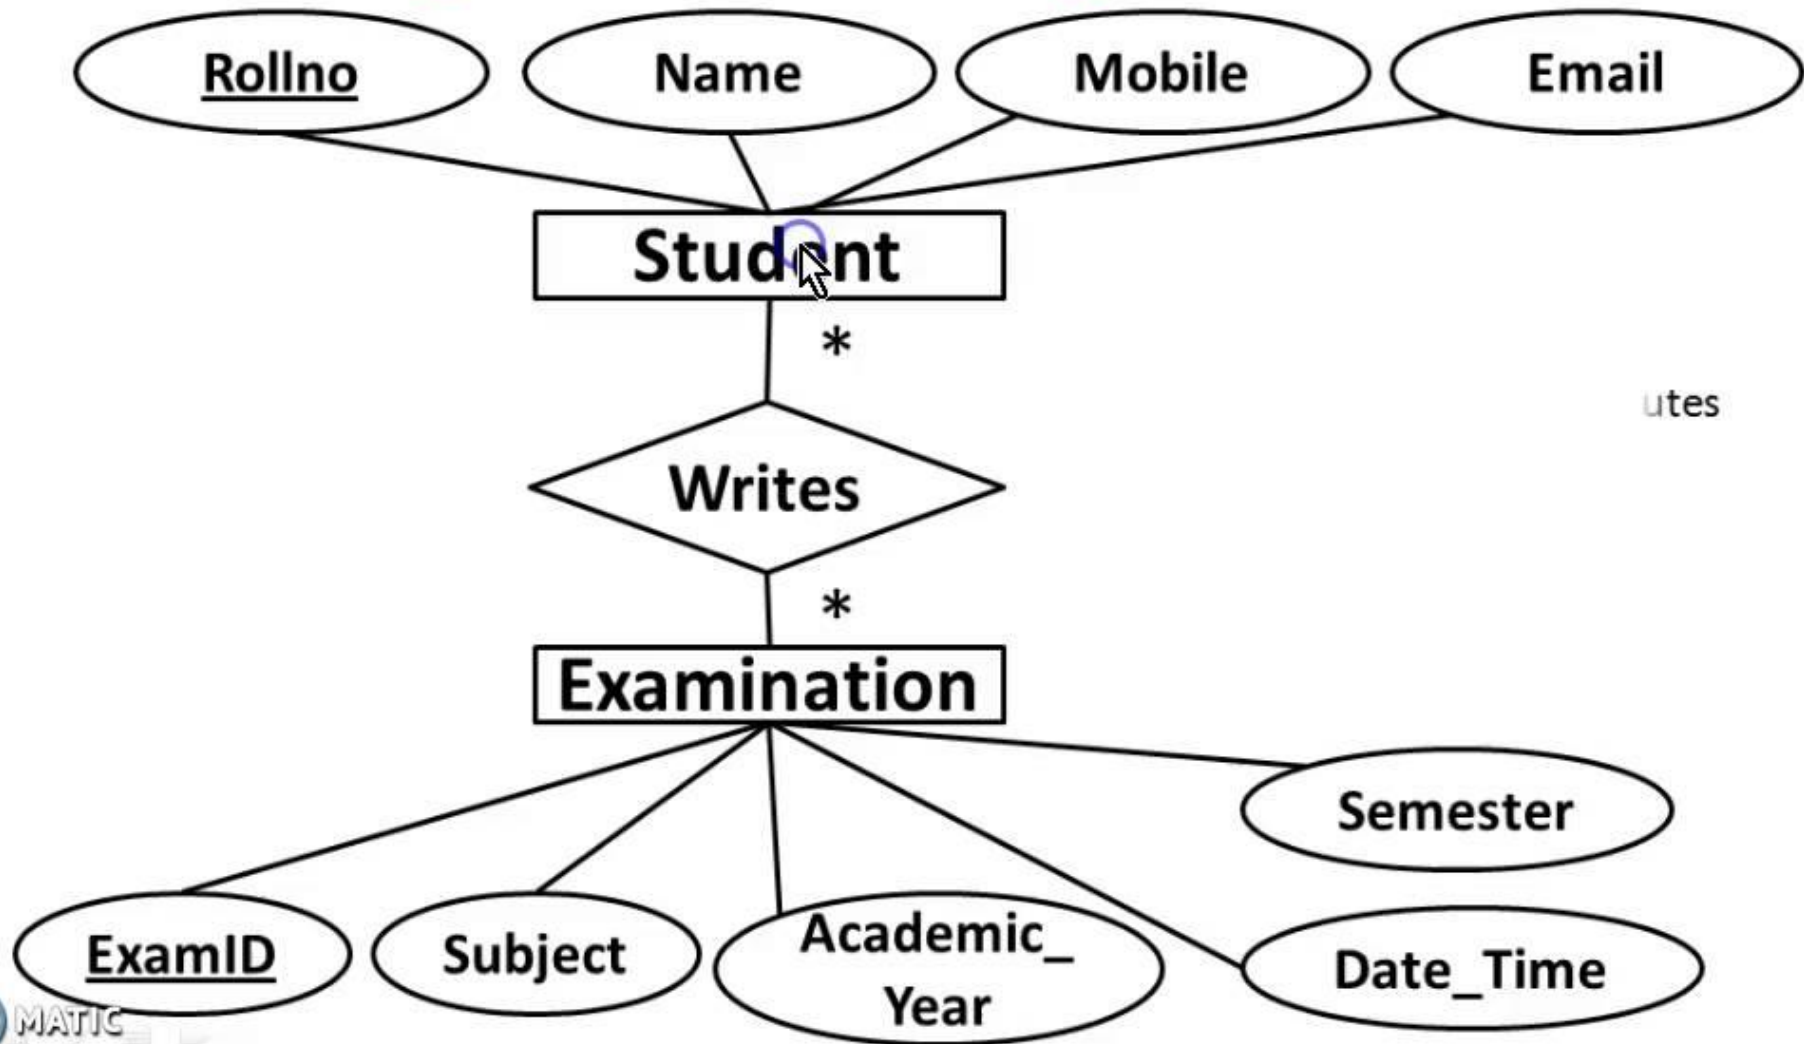 Rollno
Name
Mobile
Email
Student
*
utes
Writes
*
Examination
Semester
ExamID
Subject
Academic_
Year
Date_Time
MATIC